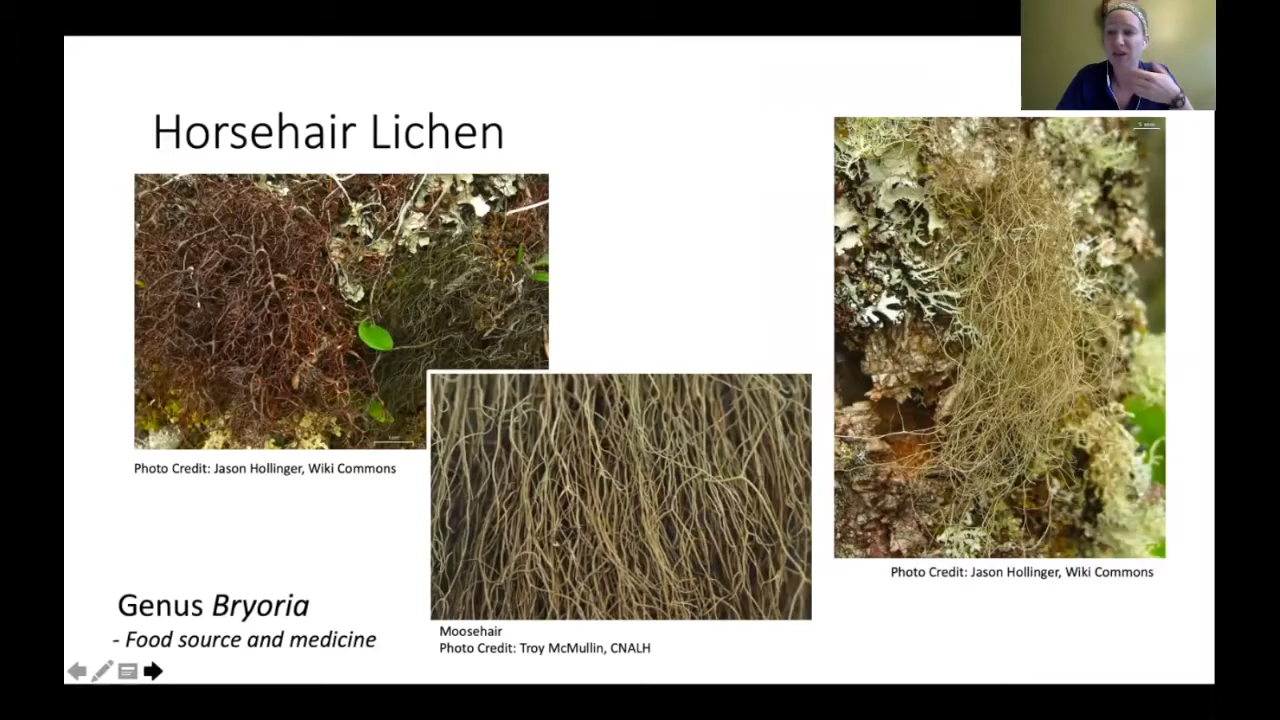 Horsehair Lichen
Photo Credit: Jason Hollinger, Wiki Commons
Photo Credit: Jason Hollinger, Wiki Commons
Moosehair
Photo Credit: Troy McMullin, CNALH
Genus Bryoria
- Food source and medicine